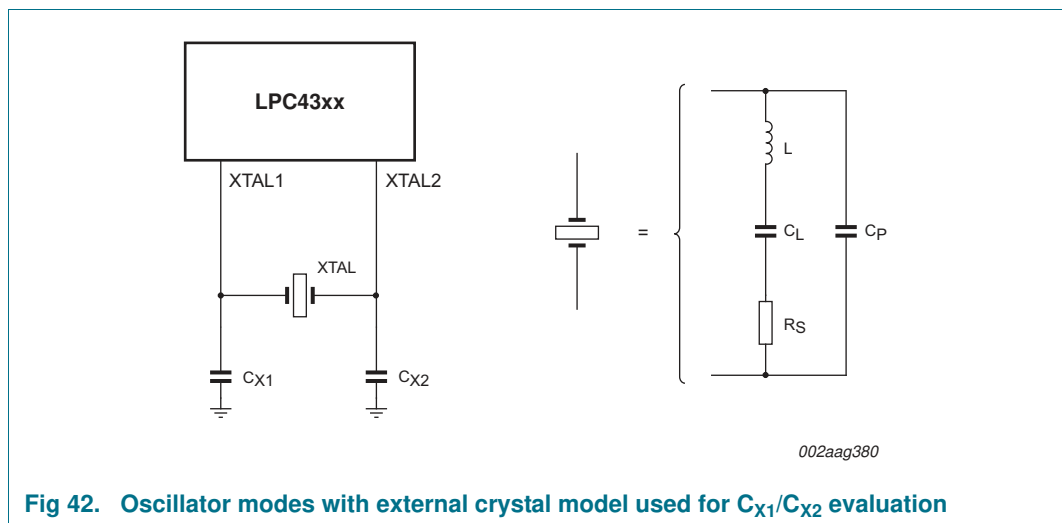 LPC43xx
XTAL1
XTAL2
XTAL
CX1
CX2
=
L
CL
CP
RS
002aag380
Fig 42. Oscillator modes with external crystal model used for CX1/CX2 evaluation